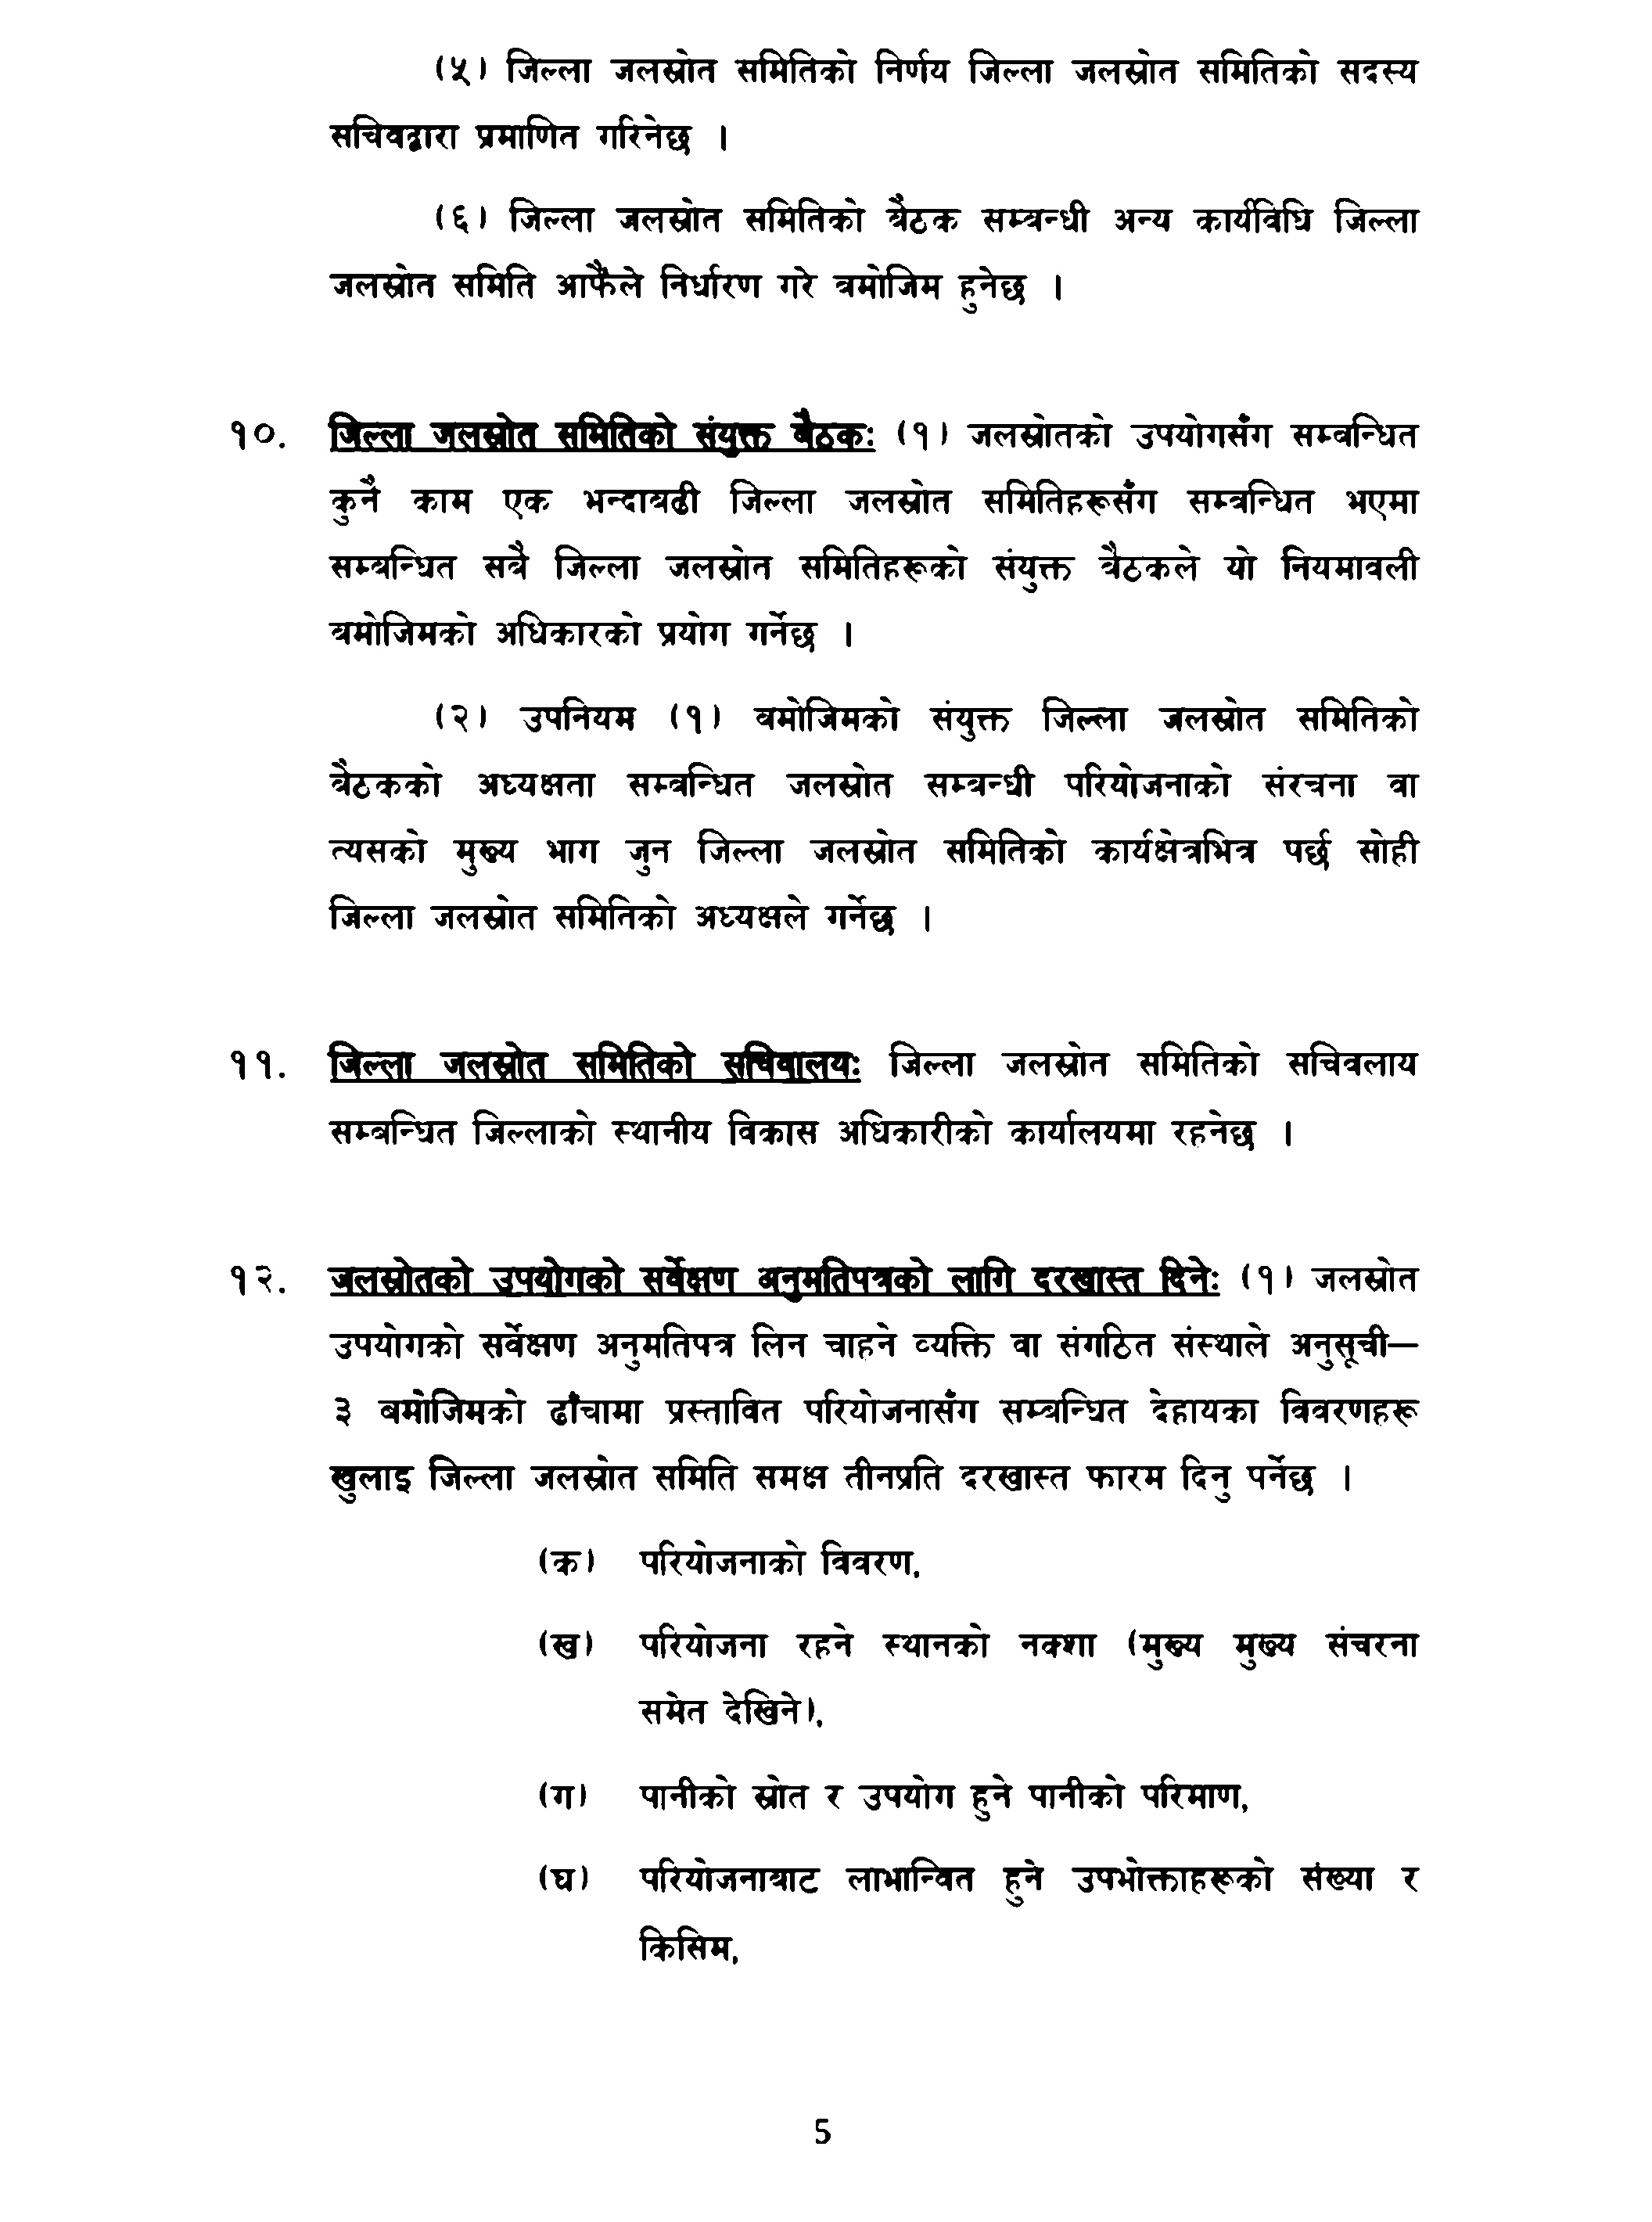 (५) जिल्ला जलस्रोत समितिको निर्णय जिल्ला जलस्रोत समितिको सदस्य
सचिवद्वारा प्रमाणित गरिनेछ ।
(६) जिल्ला जलस्रोत समितिको बैठक सम्बन्धी अन्य कार्यविधि जिल्ला
जलस्रोत समिति आफैंले निर्धारण गरे बमोजिम हुनेछ ।
१०. जिल्ला जलस्रोत समितिको संयुक्त बैठकः (१) जलस्रोतको उपयोगसँग सम्बन्धित
कुनै काम एक भन्दाबढी जिल्ला जलस्रोत समितिहरूसँग सम्बन्धित भएमा
सम्बन्धित सबै जिल्ला जलस्रोत समितिहरूको संयुक्त बैठकले यो नियमावली
बमोजिमको अधिकारको प्रयोग गर्नेछ ।
(२) उपनियम (१) बमोजिमको संयुक्त जिल्ला जलस्रोत समितिको
बैठकको अध्यक्षता सम्बन्धित जलस्रोत सम्बन्धी परियोजनाको संरचना वा
त्यसको मुख्य भाग जुन जिल्ला जलस्रोत समितिको कार्यक्षेत्रभित्र पर्छ सोही
जिल्ला जलस्रोत समितिको अध्यक्षले गर्नेछ ।
११. जिल्ला जलस्रोत समितिको सचिवालयः जिल्ला जलस्रोत समितिको सचिवलाय
सम्बन्धित जिल्लाको स्थानीय विकास अधिकारीको कार्यालयमा रहनेछ ।
१२. जलस्रोतको उपयोगको सर्वेक्षण अनुमतिपत्रको लागि दरखास्त दिनेः (१) जलस्रोत
उपयोगको सर्वेक्षण अनुमतिपत्र लिन चाहने व्यक्ति वा संगठित संस्थाले अनुसूची—
३ बमोजिमको ढाँचामा प्रस्तावित परियोजनासँग सम्बन्धित देहायका विवरणहरू
खुलाइ जिल्ला जलस्रोत समिति समक्ष तीनप्रति दरखास्त फारम दिनु पर्नेछ ।
(क) परियोजनाको विवरण,
(ख) परियोजना रहने स्थानको नक्शा (मुख्य मुख्य संचरना
समेत देखिने),
(ग) पानीको स्रोत र उपयोग हुने पानीको परिमाण,
(घ) परियोजनाबाट लाभान्वित हुने उपभोक्ताहरूको संख्या र
किसिम,
5